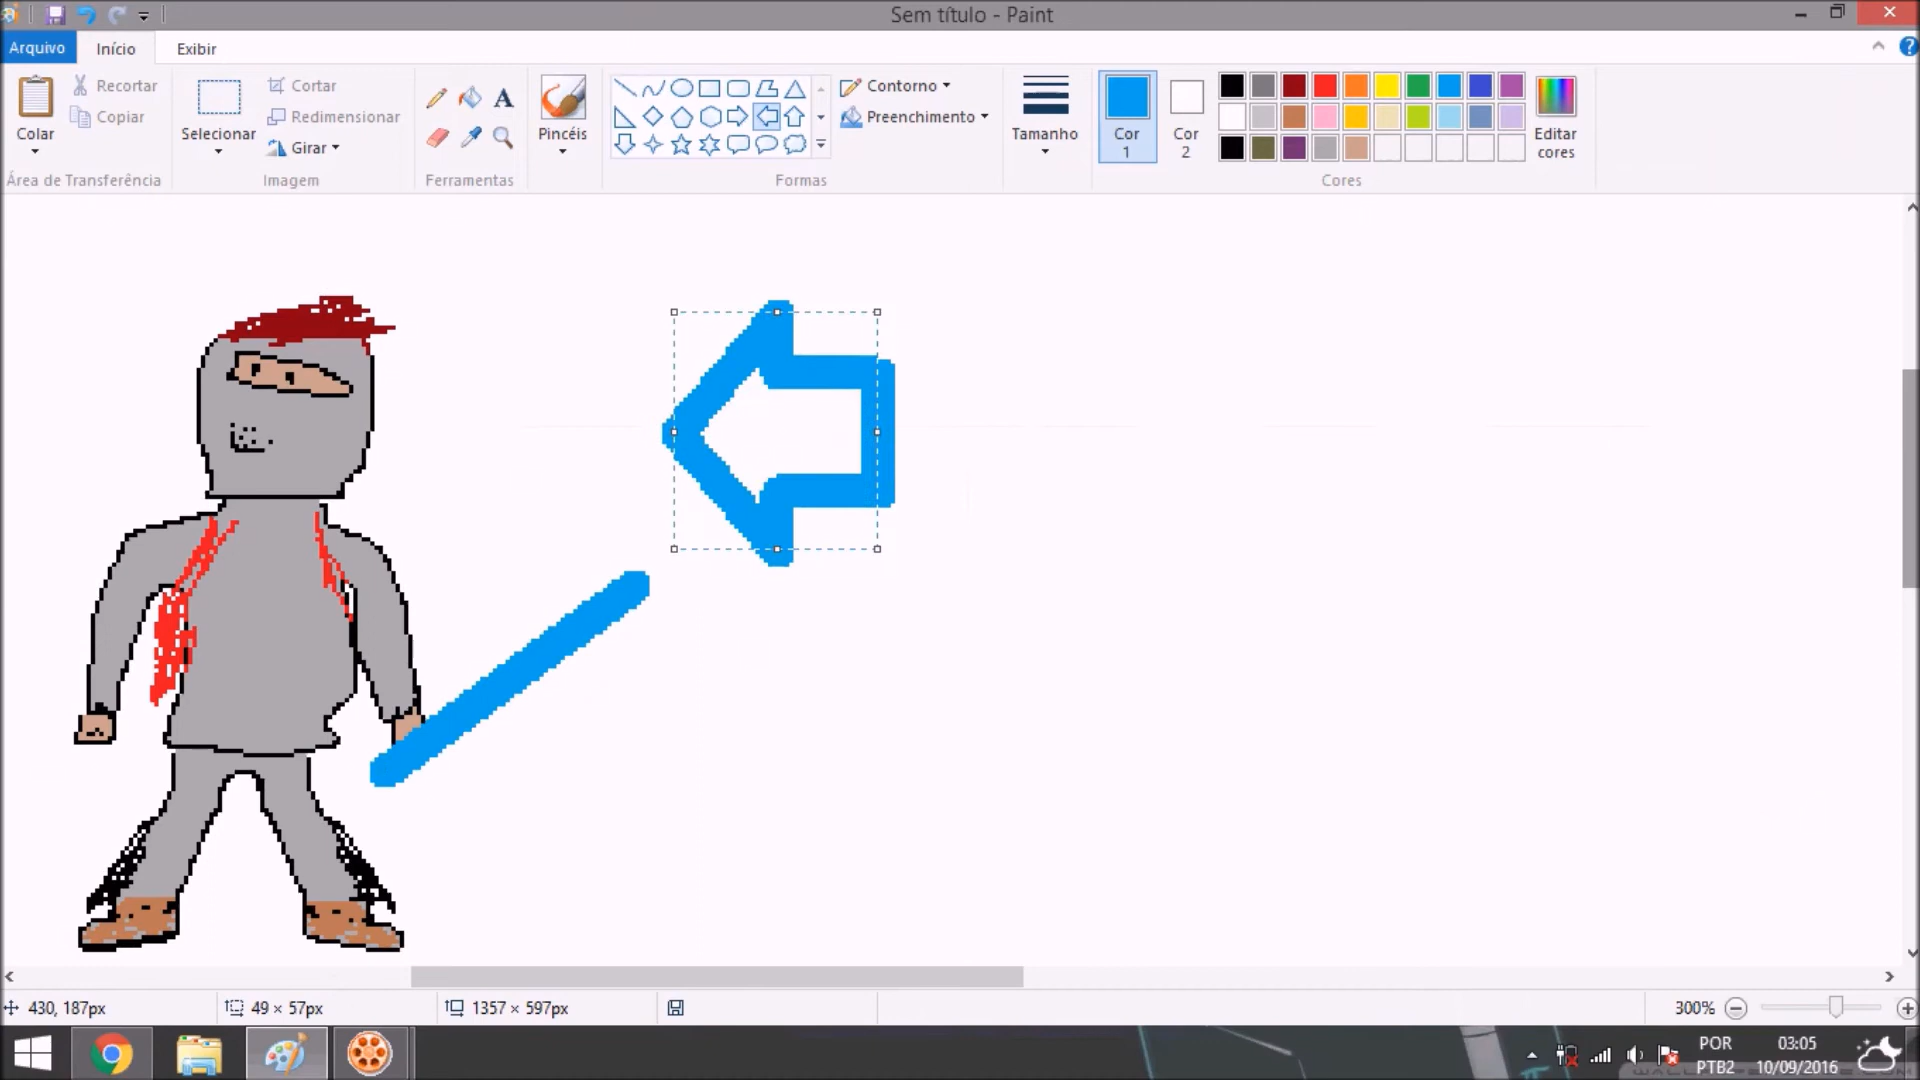 Sem título - Paint
Arquivo Início Exibir
Colar
Recortar
Copiar
Área de Transferência
Selecionar
Cortar
Redimensionar
Girar
Imagem
A
Ferramentas
Pincéis
Contorno
Preenchimento
Formas
Tamanho
Cor
1
Cor
2
Editar
cores
Cores
430, 187px 49 × 57px 1357 × 597px 300%
POR
PTB2
03:05
10/09/2016